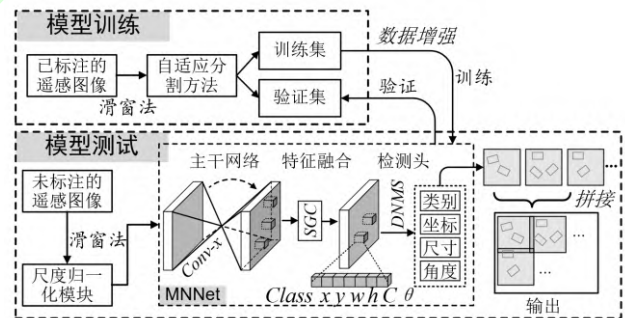 模型训练
已标注的
遥感图像
滑窗法
自适应分
割方法
训练集
验证集
数据增强
训练
验证
模型测试
未标注的
遥感图像
滑窗法
尺度归一
化模块
主干网络
特征融合
检测头
Conv-x
SGC
DNMS
类别
坐标
尺寸
角度
MNNet
Class x y w h C θ
...
拼接
...
...
输出